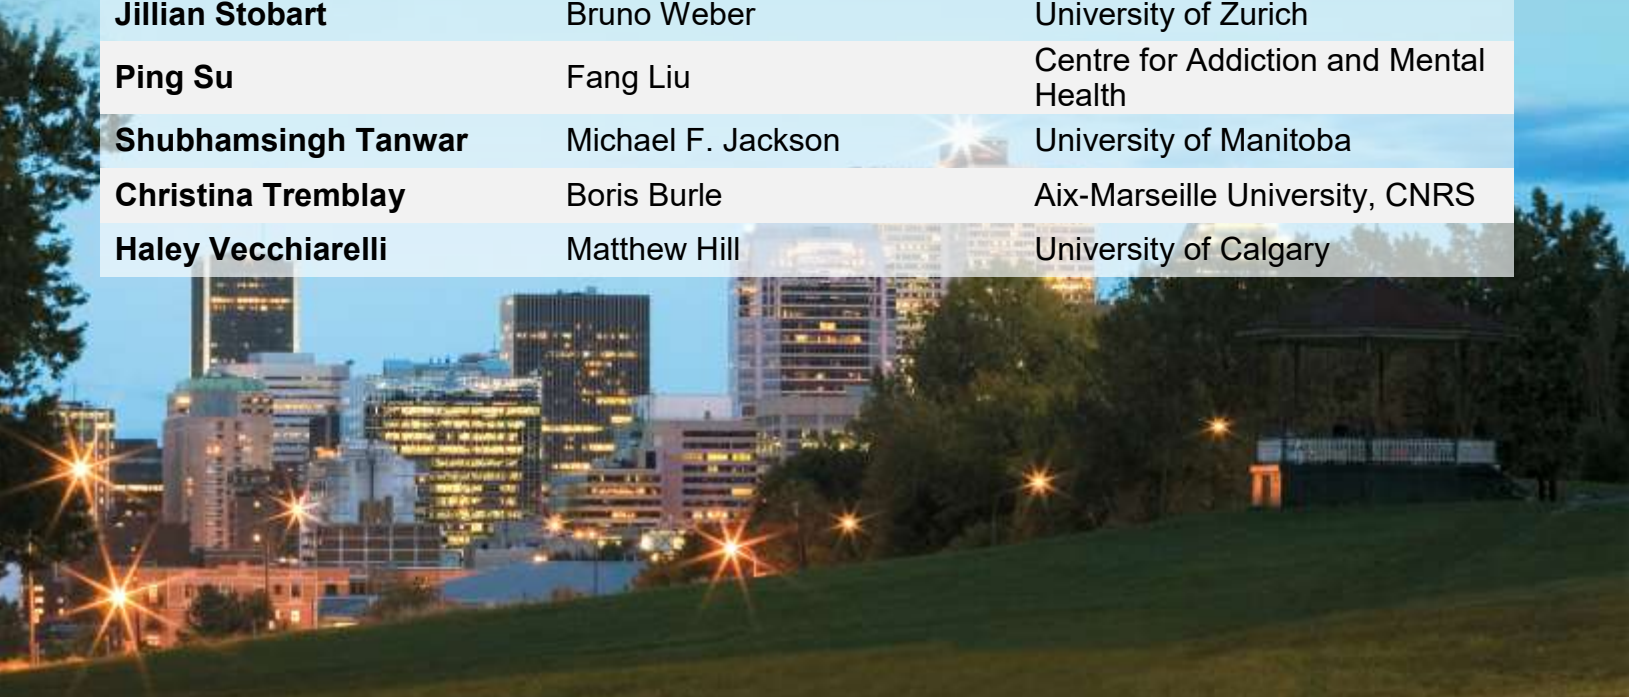 Jillian Stobart Bruno Weber University of Zurich
Ping Su Fang Liu Centre for Addiction and Mental
Health
Shubhamsingh Tanwar Michael F. Jackson University of Manitoba
Christina Tremblay Boris Burle Aix-Marseille University, CNRS
Haley Vecchiarelli Matthew Hill University of Calgary